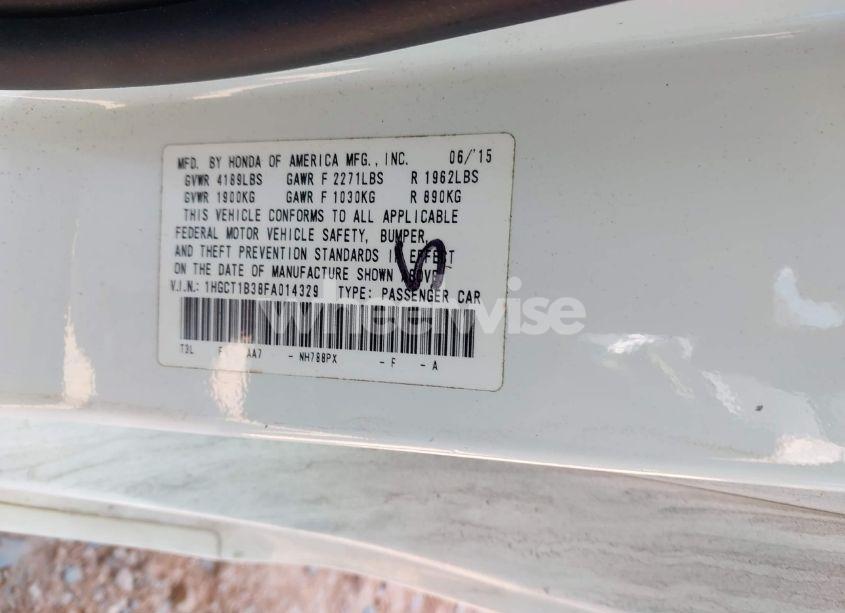 MFD. BY HONDA OF AMERICA MFG., INC. 06/'15
GVWR 4189LBS GAWR F 2271LBS R 1962LBS
GVWR 1900KG GAWR F 1030KG R 890KG
THIS VEHICLE CONFORMS TO ALL APPLICABLE
FEDERAL MOTOR VEHICLE SAFETY, BUMPER
AND THEFT PREVENTION STANDARDS IN EFFECT
ON THE DATE OF MANUFACTURE SHOWN ABOVE
V.I.N.: 1HGCT1B38FA014329 TYPE: PASSENGER CAR
wheelwise
T3L AA7 - NH788PX - F - A
S